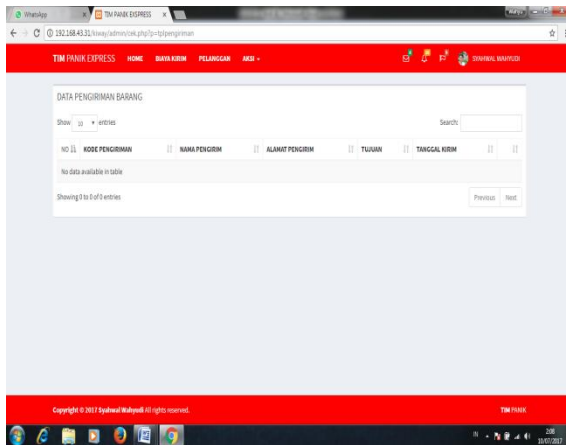 WhatsApp
TIM PANIK EXSPRESS
192.168.43.31/kiway/admin/cek.php?p=tplpengiriman
TIM PANIK EXPRESS HOME BIAYA KIRIM PELANGGAN AKSI SYAHWAL WAHYUDI
DATA PENGIRIMAN BARANG
Show 10 entries Search:
NO KODE PENGIRIMAN NAMA PENGIRIM ALAMAT PENGIRIM TUJUAN TANGGAL KIRIM
No data available in table
Showing 0 to 0 of 0 entries Previous Next
Copyright © 2017 Syahwal Wahyudi All rights reserved. TIM PANIK
IN 2:08
10/07/2017